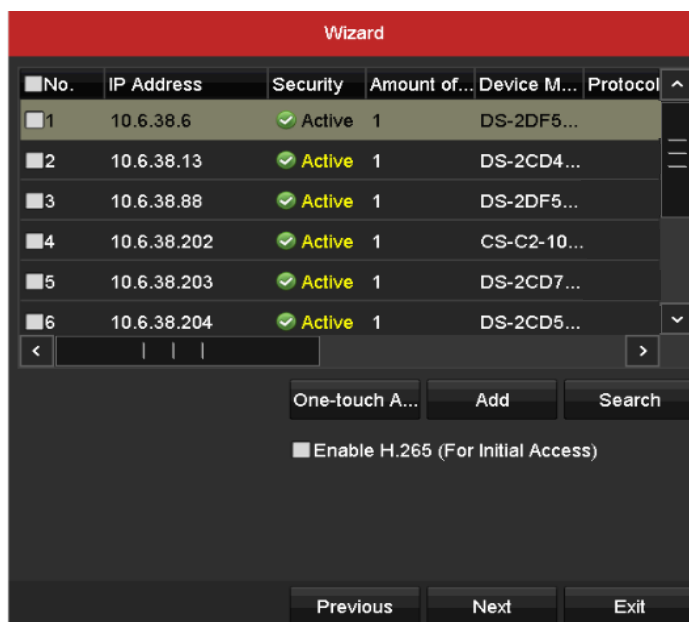 Wizard
No. IP Address Security Amount of... Device M... Protocol
1 10.6.38.6 Active 1 DS-2DF5...
2 10.6.38.13 Active 1 DS-2CD4...
3 10.6.38.88 Active 1 DS-2DF5...
4 10.6.38.202 Active 1 CS-C2-10...
5 10.6.38.203 Active 1 DS-2CD7...
6 10.6.38.204 Active 1 DS-2CD5...
One-touch A... Add Search
Enable H.265 (For Initial Access)
Previous Next Exit